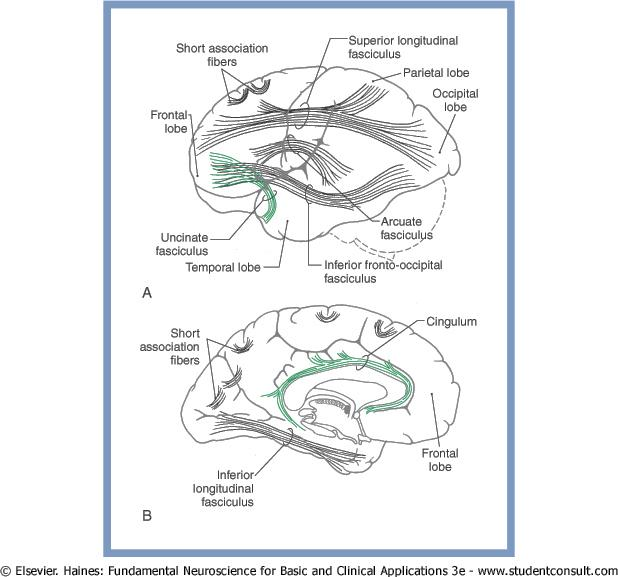 Superior longitudinal
fasciculus
Short association
fibers
Parietal lobe
Occipital
lobe
Frontal
lobe
Arcuate
fasciculus
Uncinate
fasciculus
Temporal lobe
Inferior fronto-occipital
fasciculus
A
Cingulum
Short
association
fibers
Frontal
lobe
Inferior
longitudinal
fasciculus
B
© Elsevier. Haines: Fundamental Neuroscience for Basic and Clinical Applications 3e - www.studentconsult.com